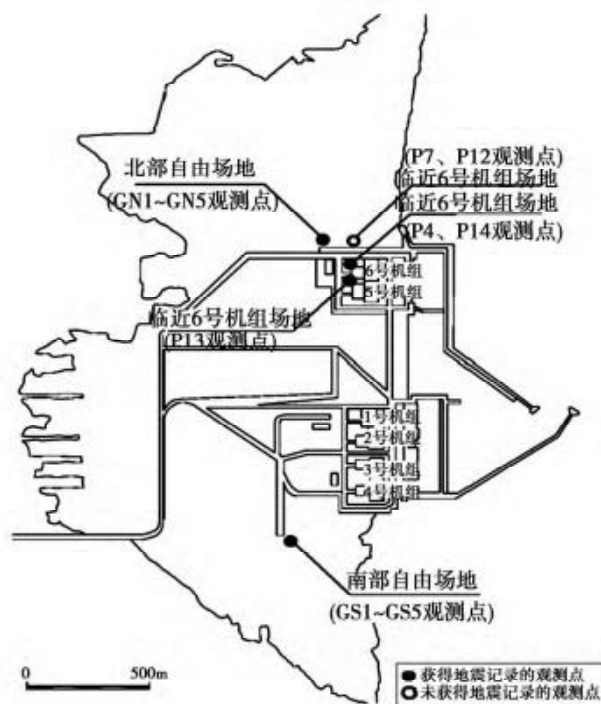 (P7、P12观测点)
北部自由场地
临近6号机组场地
(GN1~GN5观测点)
临近6号机组场地
(P4、P14观测点)
6号机组
5号机组
临近6号机组场地
(P13观测点)
1号机组
2号机组
3号机组
4号机组
南部自由场地
(GS1~GS5观测点)
0 500m
获得地震记录的观测点
未获得地震记录的观测点